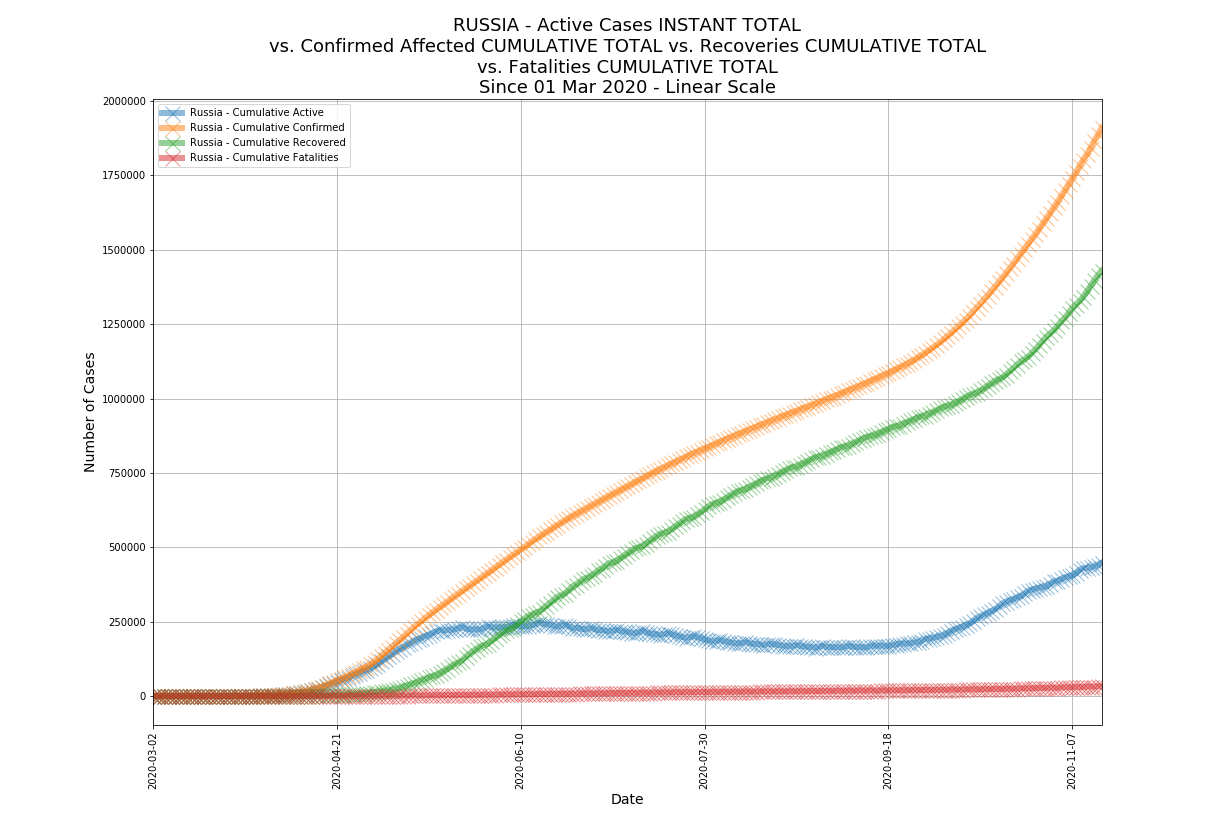 RUSSIA - Active Cases INSTANT TOTAL
vs. Confirmed Affected CUMULATIVE TOTAL vs. Recoveries CUMULATIVE TOTAL
vs. Fatalities CUMULATIVE TOTAL
Since 01 Mar 2020 - Linear Scale
Russia - Cumulative Active
Russia - Cumulative Confirmed
Russia - Cumulative Recovered
Russia - Cumulative Fatalities
Number of Cases
2000000
1750000
1500000
1250000
1000000
750000
500000
250000
0
2020-03-02
2020-04-21
2020-06-10
2020-07-30
2020-09-18
2020-11-07
Date